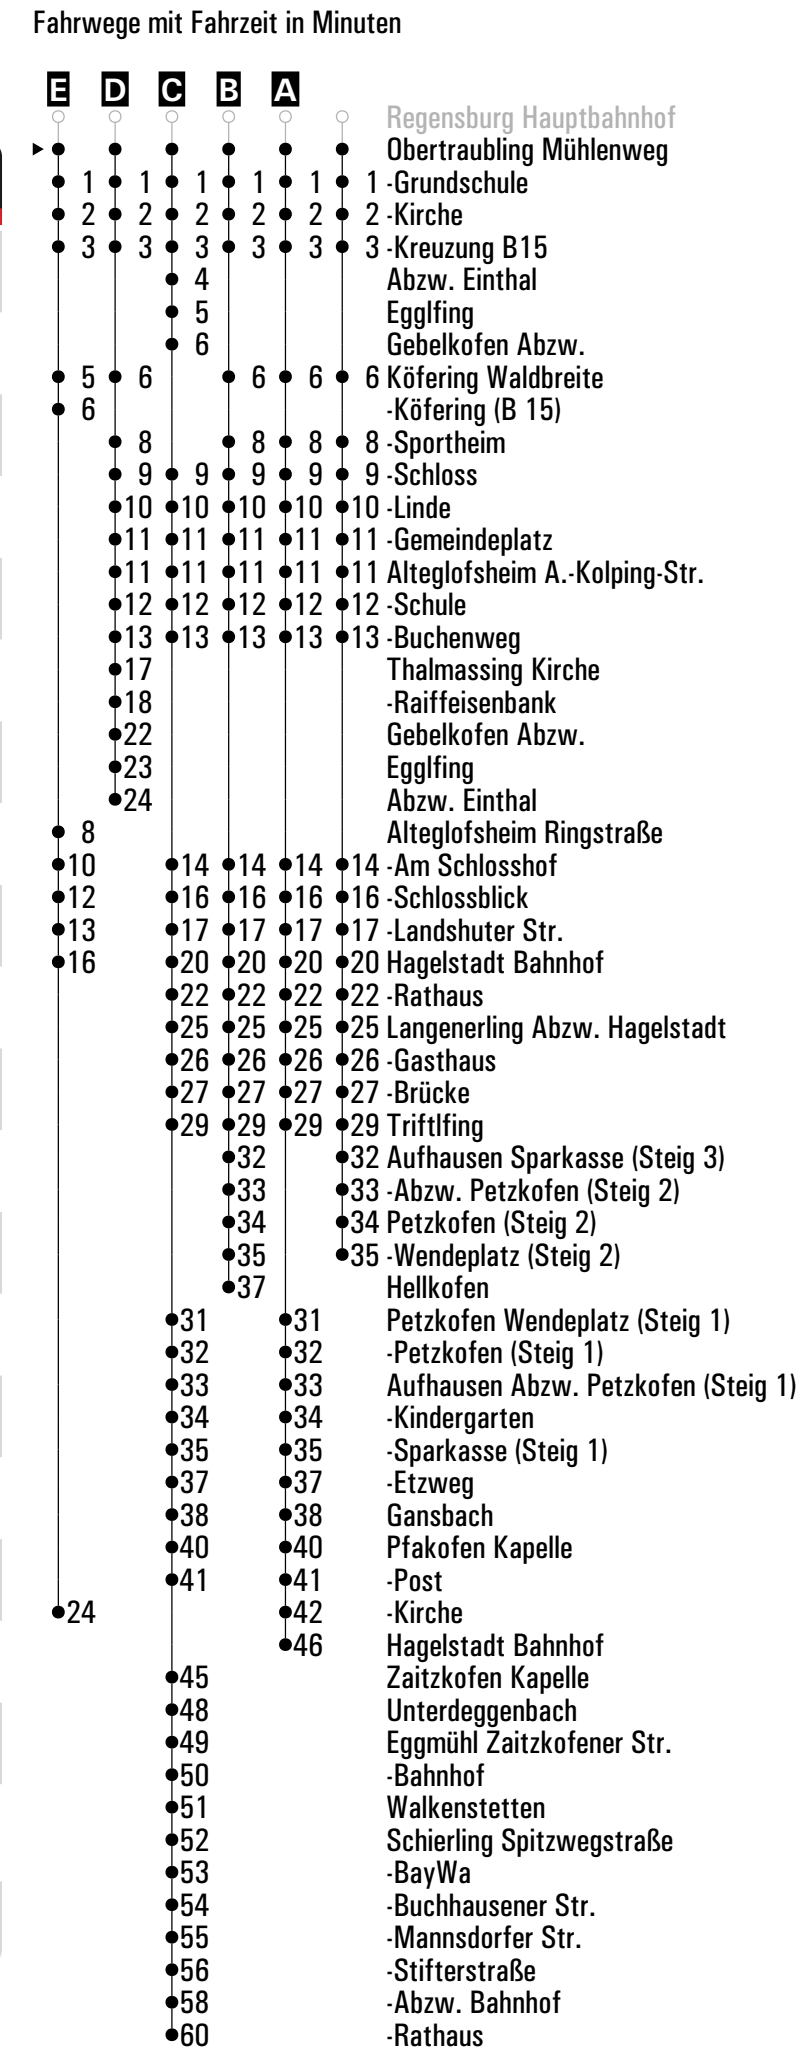 Fahrwege mit Fahrzeit in Minuten
E D C B A
Regensburg Hauptbahnhof
Obertraubling Mühlenweg
1 1 1 1 1 1 -Grundschule
2 2 2 2 2 2 -Kirche
3 3 3 3 3 3 -Kreuzung B15
4 Abzw. Einthal
5 Egglfing
6 Gebelkofen Abzw.
5 6 6 6 6 Köfering Waldbreite
6 -Köfering (B 15)
8 8 8 8 -Sportheim
9 9 9 9 9 -Schloss
10 10 10 10 10 -Linde
11 11 11 11 11 -Gemeindeplatz
11 11 11 11 11 Alteglofsheim A.-Kolping-Str.
12 12 12 12 12 -Schule
13 13 13 13 13 -Buchenweg
17 Thalmassing Kirche
18 -Raiffeisenbank
22 Gebelkofen Abzw.
23 Egglfing
24 Abzw. Einthal
8 Alteglofsheim Ringstraße
10 14 14 14 14 -Am Schlosshof
12 16 16 16 16 -Schlossblick
13 17 17 17 17 -Landshuter Str.
16 20 20 20 20 Hagelstadt Bahnhof
22 22 22 22 -Rathaus
25 25 25 25 Langenerling Abzw. Hagelstadt
26 26 26 26 -Gasthaus
27 27 27 27 -Brücke
29 29 29 29 Triftlfing
32 32 Aufhausen Sparkasse (Steig 3)
33 33 -Abzw. Petzkofen (Steig 2)
34 34 Petzkofen (Steig 2)
35 35 -Wendeplatz (Steig 2)
37 Hellkofen
31 31 Petzkofen Wendeplatz (Steig 1)
32 32 -Petzkofen (Steig 1)
33 33 Aufhausen Abzw. Petzkofen (Steig 1)
34 34 -Kindergarten
35 35 -Sparkasse (Steig 1)
37 37 -Etzweg
38 38 Gansbach
40 40 Pfakofen Kapelle
41 41 -Post
24 42 -Kirche
46 Hagelstadt Bahnhof
45 Zaitzkofen Kapelle
48 Unterdeggenbach
49 Eggmühl Zaitzkofener Str.
50 -Bahnhof
51 Walkenstetten
52 Schierling Spitzwegstraße
53 -BayWa
54 -Buchhausener Str.
55 -Mannsdorfer Str.
56 -Stifterstraße
58 -Abzw. Bahnhof
60 -Rathaus